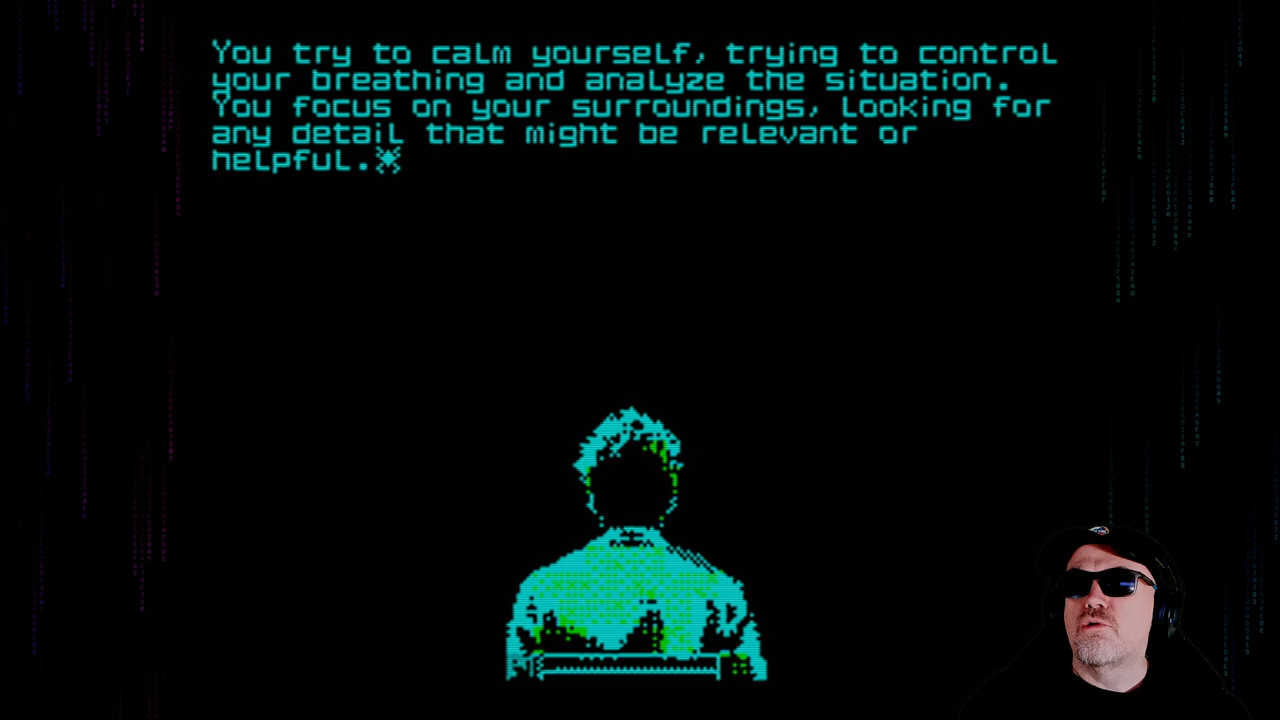 You try to calm yourself, trying to control
your breathing and analyze the situation.
You focus on your surroundings, looking for
any detail that might be relevant or
helpful.